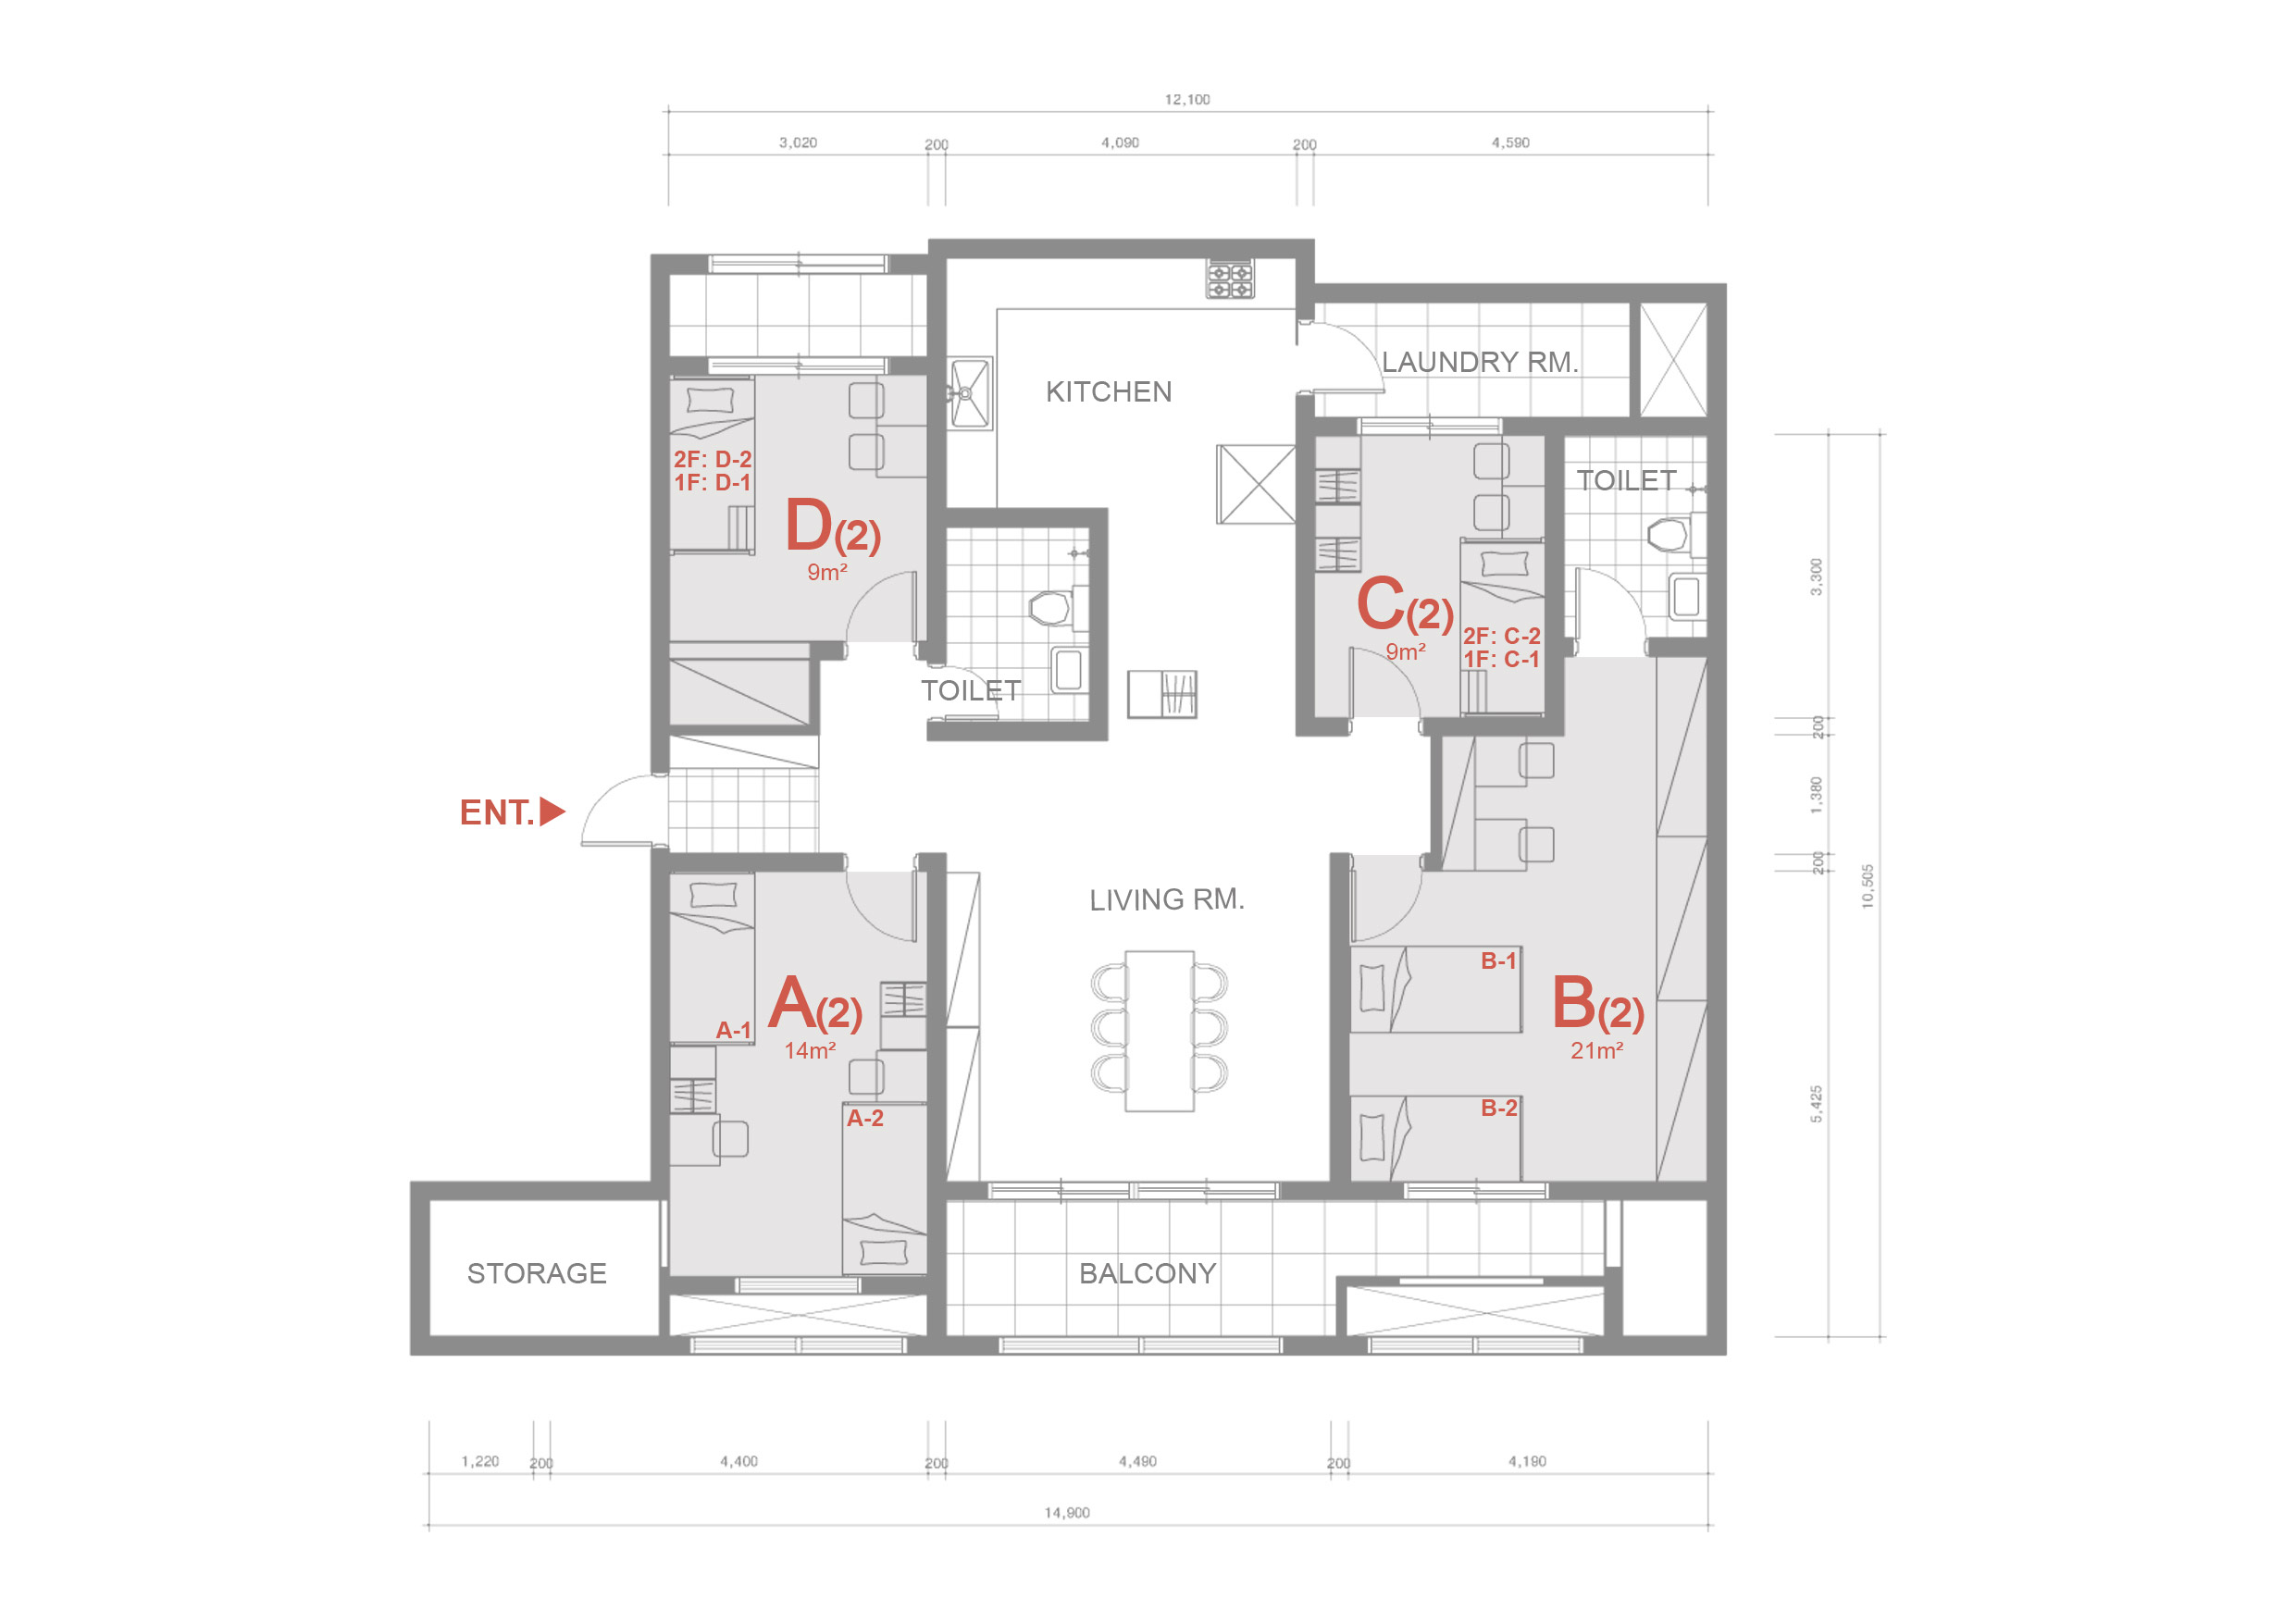 12,100
3,020
200
4,090
200
4,590
KITCHEN
LAUNDRY RM.
2F: D-2
1F: D-1
D(2)
9m²
TOILET
C(2)
9m²
2F: C-2
1F: C-1
TOILET
3,300
200
1,380
200
10,505
5,425
ENT.
LIVING RM.
A-1
A(2)
14m²
A-2
B-1
B(2)
21m²
B-2
STORAGE
BALCONY
1,220
200
4,400
200
4,490
200
4,190
14,900